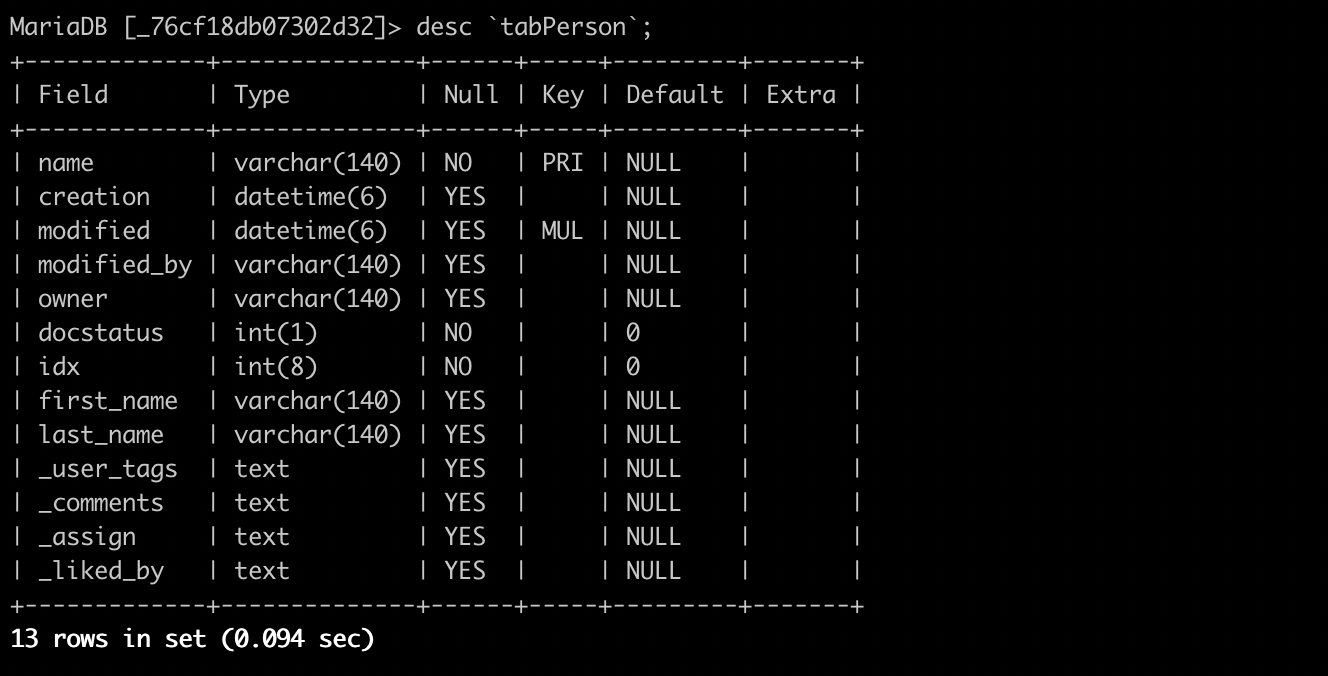 MariaDB [_76cf18db07302d32]> desc `tabPerson`;
+-------------+--------------+------+-----+---------+-------+
| Field       | Type         | Null | Key | Default | Extra |
+-------------+--------------+------+-----+---------+-------+
| name        | varchar(140) | NO   | PRI | NULL    |       |
| creation    | datetime(6)  | YES  |     | NULL    |       |
| modified    | datetime(6)  | YES  | MUL | NULL    |       |
| modified_by | varchar(140) | YES  |     | NULL    |       |
| owner       | varchar(140) | YES  |     | NULL    |       |
| docstatus   | int(1)       | NO   |     | 0       |       |
| idx         | int(8)       | NO   |     | 0       |       |
| first_name  | varchar(140) | YES  |     | NULL    |       |
| last_name   | varchar(140) | YES  |     | NULL    |       |
| _user_tags  | text         | YES  |     | NULL    |       |
| _comments   | text         | YES  |     | NULL    |       |
| _assign     | text         | YES  |     | NULL    |       |
| _liked_by   | text         | YES  |     | NULL    |       |
+-------------+--------------+------+-----+---------+-------+
13 rows in set (0.094 sec)